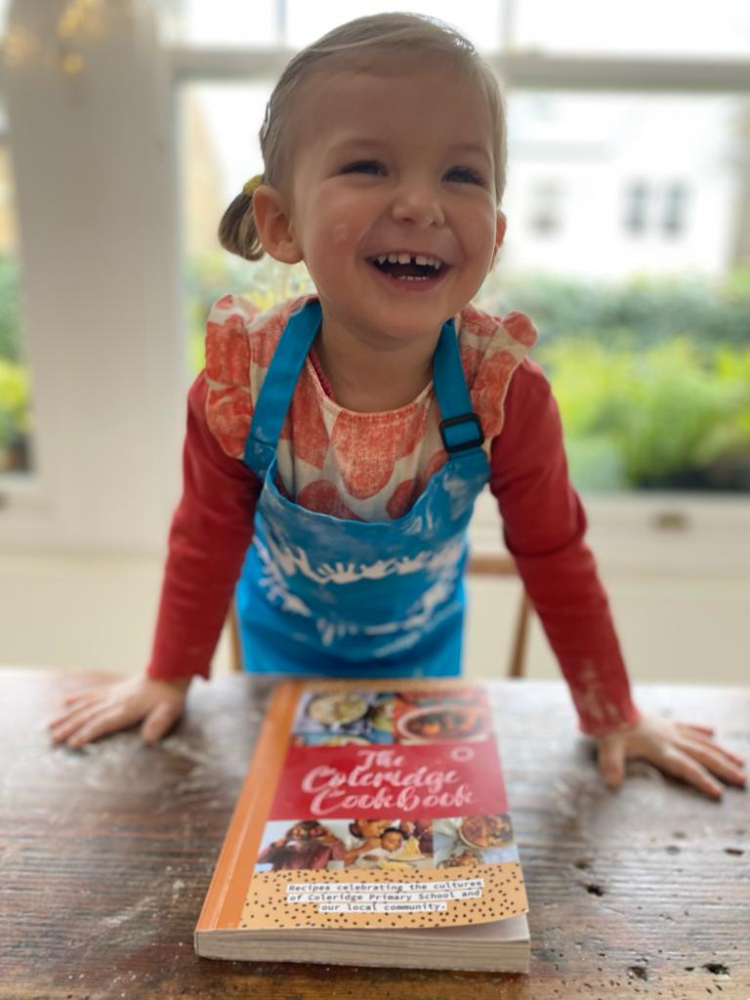 The
Coleridge
Cookbook
Recipes celebrating the cultures
of Coleridge Primary School and
our local community.